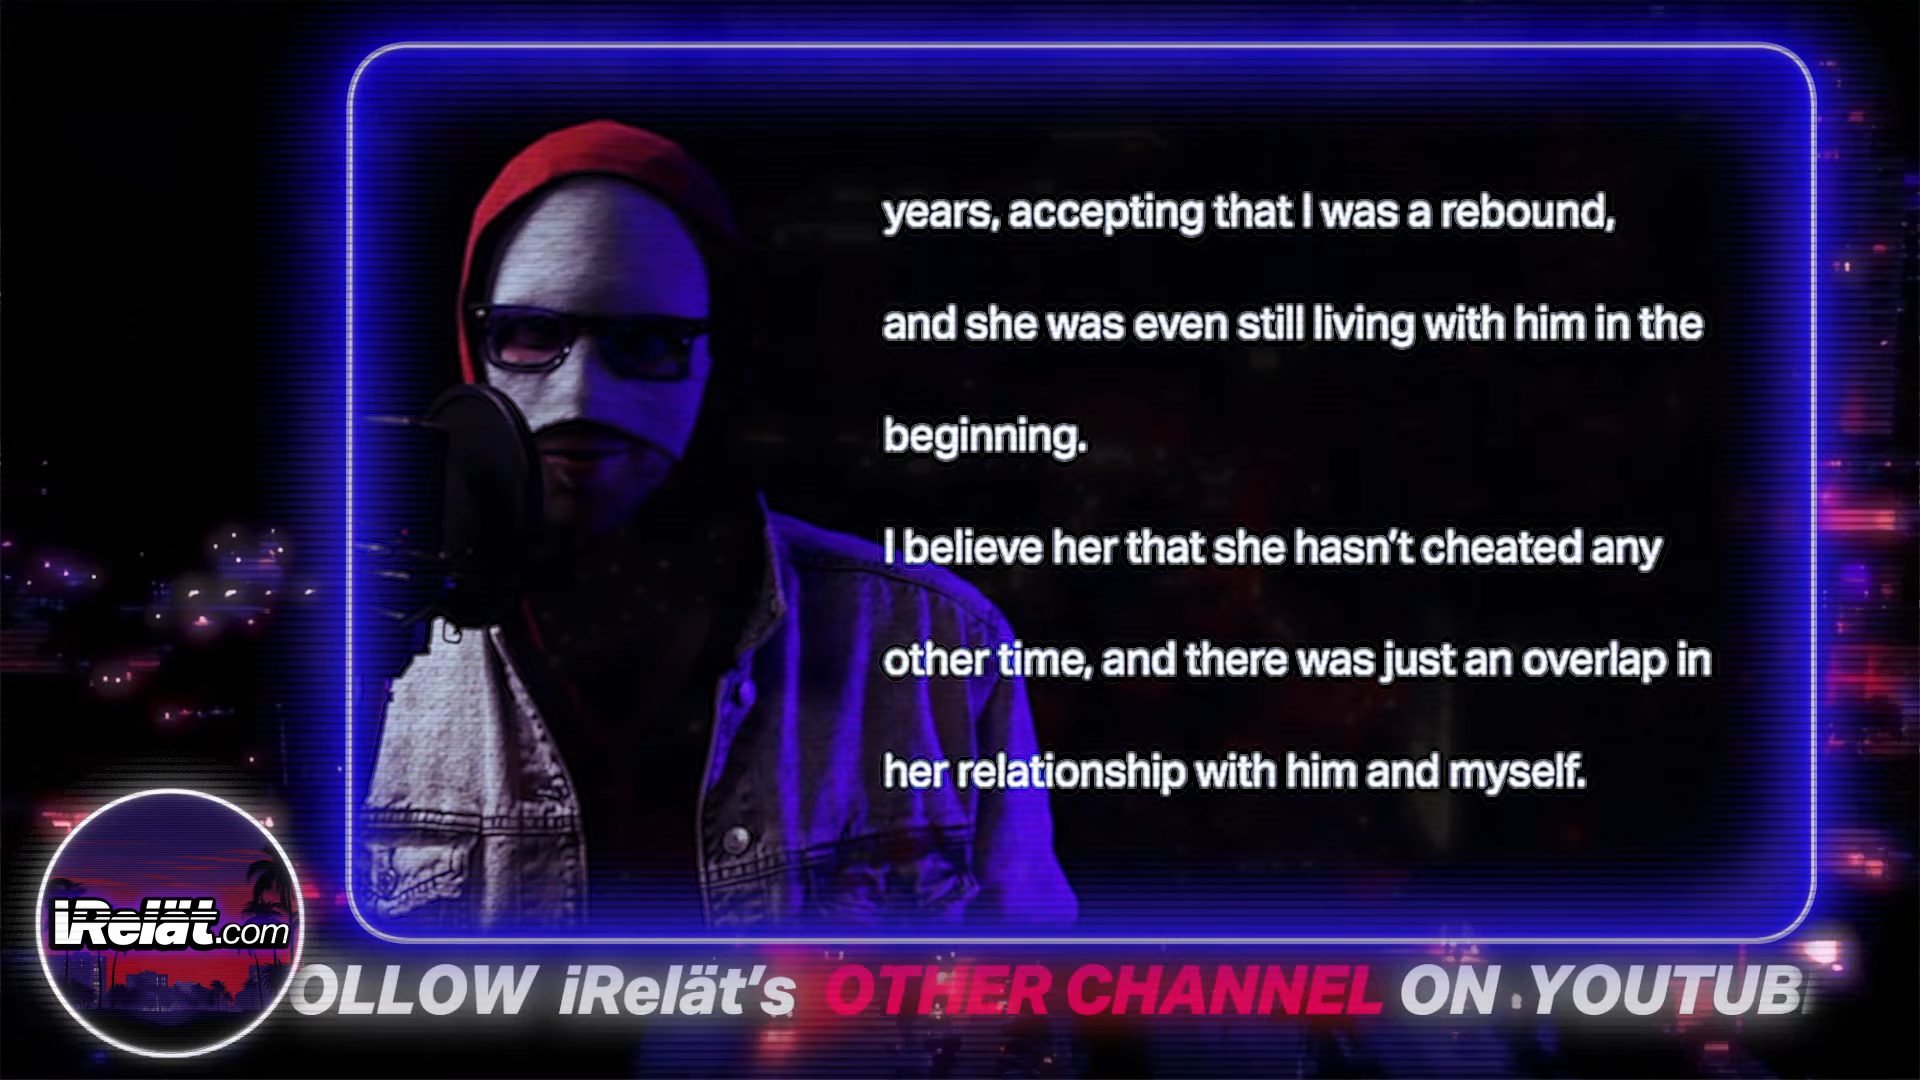 years, accepting that I was a rebound,
and she was even still living with him in the
beginning.
I believe her that she hasn't cheated any
other time, and there was just an overlap in
her relationship with him and myself.
iRelät.com
OLLOW iRelät's OTHER CHANNEL ON YOUTUB